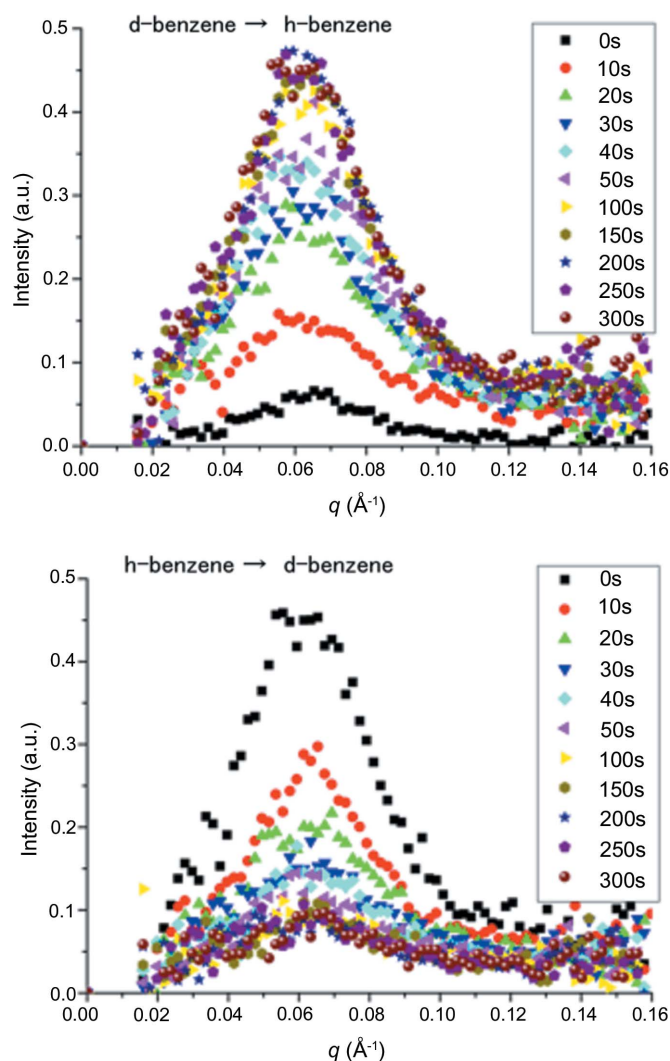 d-benzene → h-benzene
0.5
0.4
0.3
0.2
0.1
0.0
Intensity (a.u.)
0s
10s
20s
30s
40s
50s
100s
150s
200s
250s
300s
0.00 0.02 0.04 0.06 0.08 0.10 0.12 0.14 0.16
q (Å⁻¹)
h-benzene → d-benzene
0.5
0.4
0.3
0.2
0.1
0.0
Intensity (a.u.)
0s
10s
20s
30s
40s
50s
100s
150s
200s
250s
300s
0.00 0.02 0.04 0.06 0.08 0.10 0.12 0.14 0.16
q (Å⁻¹)